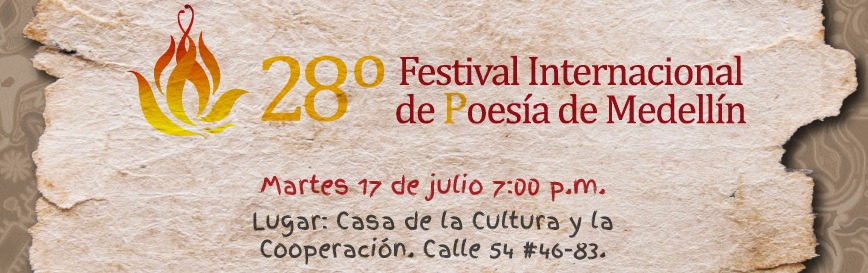 28º Festival Internacional
de Poesía de Medellín
Martes 17 de julio 7:00 p.m.
Lugar: Casa de la Cultura y la
Cooperación. Calle 54 #46-83.